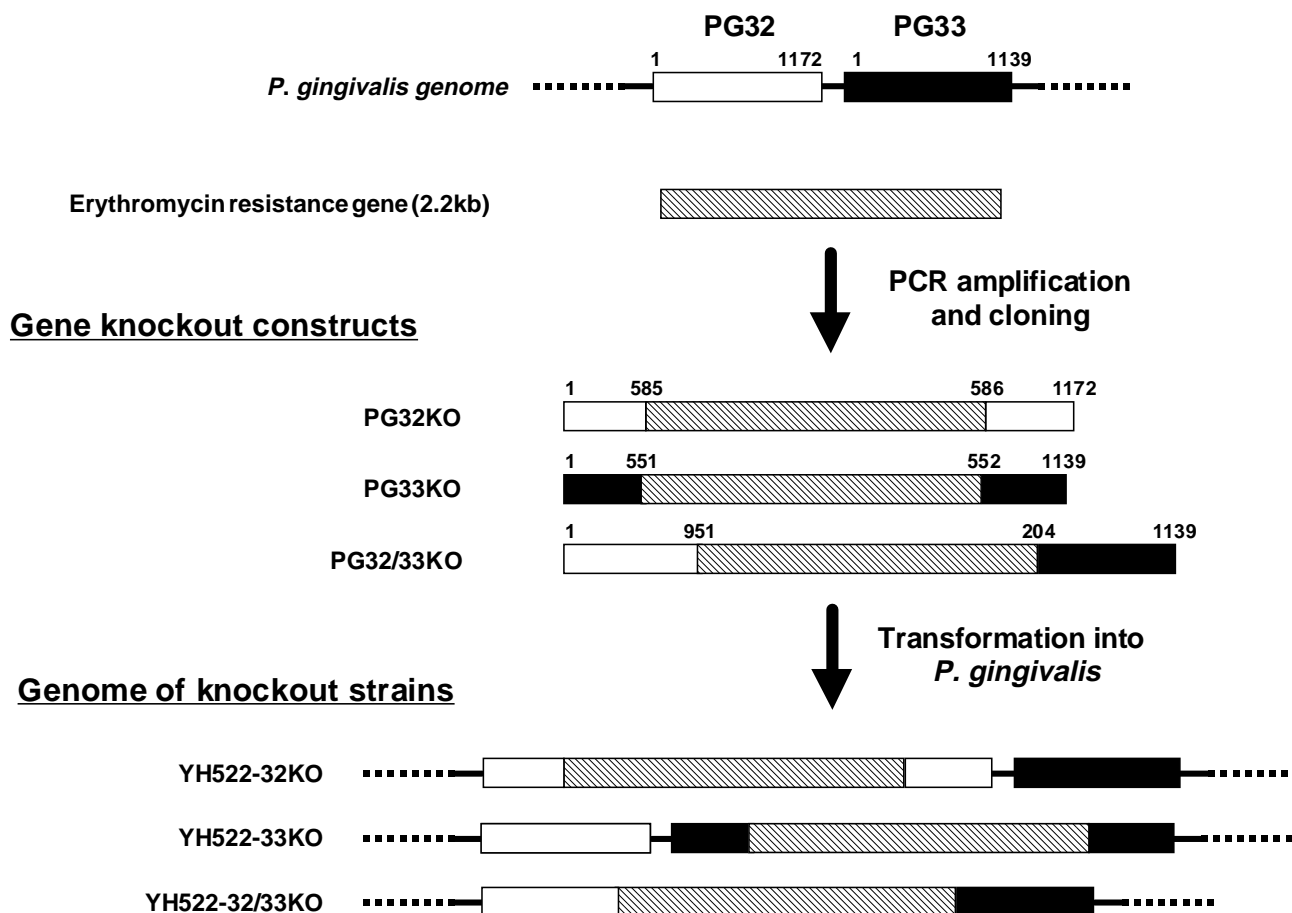 PG32 PG33
1 1172 1 1139
P. gingivalis genome
Erythromycin resistance gene (2.2kb)
PCR amplification
and cloning
Gene knockout constructs
1 585 586 1172
PG32KO
1 551 552 1139
PG33KO
1 951 204 1139
PG32/33KO
Transformation into
P. gingivalis
Genome of knockout strains
YH522-32KO
YH522-33KO
YH522-32/33KO